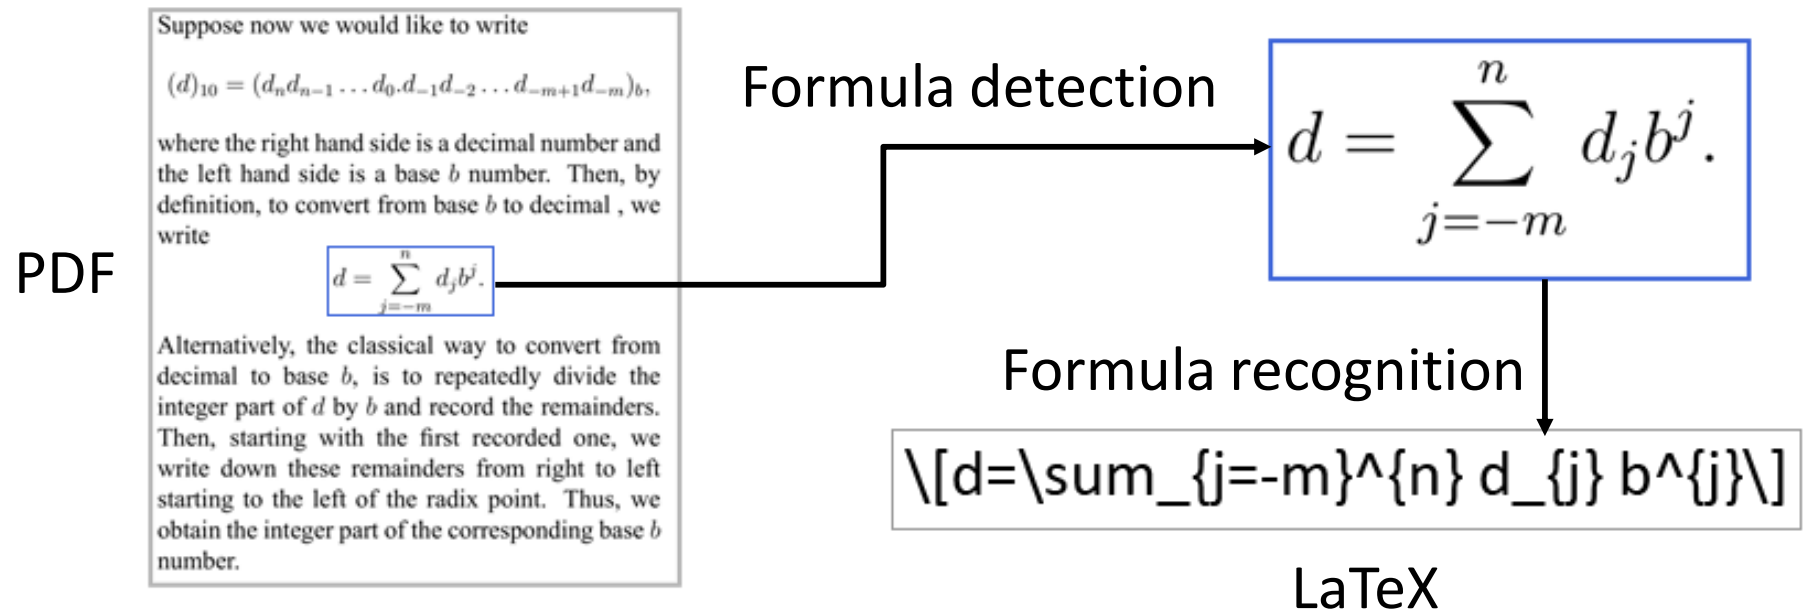 PDF
Suppose now we would like to write
(d)₁₀ = (dₙdₙ₋₁ . . . d₀.d₋₁d₋₂ . . . d₋ₘ₊₁d₋ₘ)_b,
where the right hand side is a decimal number and
the left hand side is a base b number. Then, by
definition, to convert from base b to decimal , we
write
d = ∑_{j=-m}^{n} d_j b^j.
Alternatively, the classical way to convert from
decimal to base b, is to repeatedly divide the
integer part of d by b and record the remainders.
Then, starting with the first recorded one, we
write down these remainders from right to left
starting to the left of the radix point. Thus, we
obtain the integer part of the corresponding base b
number.
Formula detection
d = ∑_{j=-m}^{n} d_j b^j.
Formula recognition
\[d=\sum_{j=-m}^{n} d_{j} b^{j}\]
LaTeX